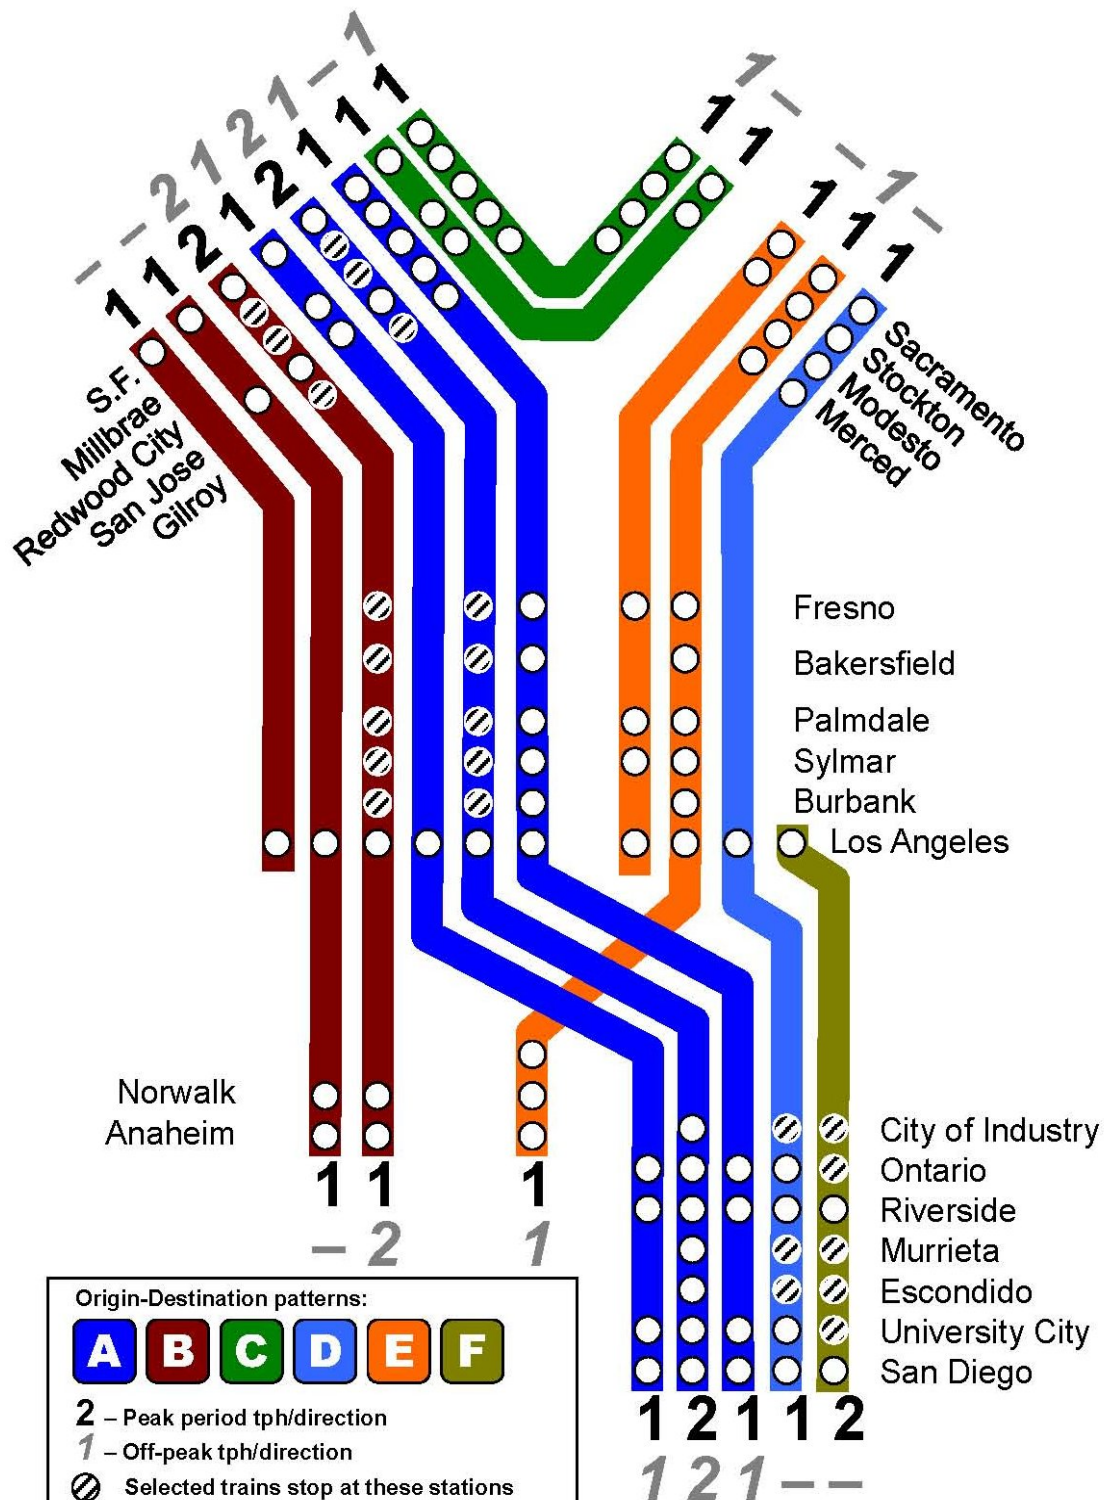 – – 2 1 2 1 – 1
1 1 2 1 2 1 1 1
1 – – 1 –
1 1 1 1 1
S.F.
Millbrae
Redwood City
San Jose
Gilroy
Sacramento
Stockton
Modesto
Merced
Fresno
Bakersfield
Palmdale
Sylmar
Burbank
Los Angeles
Norwalk
Anaheim
1 1 1
– 2 1
City of Industry
Ontario
Riverside
Murrieta
Escondido
University City
San Diego
1 2 1 1 2
1 2 1 – –
Origin-Destination patterns:
A B C D E F
2 – Peak period tph/direction
1 – Off-peak tph/direction
Selected trains stop at these stations